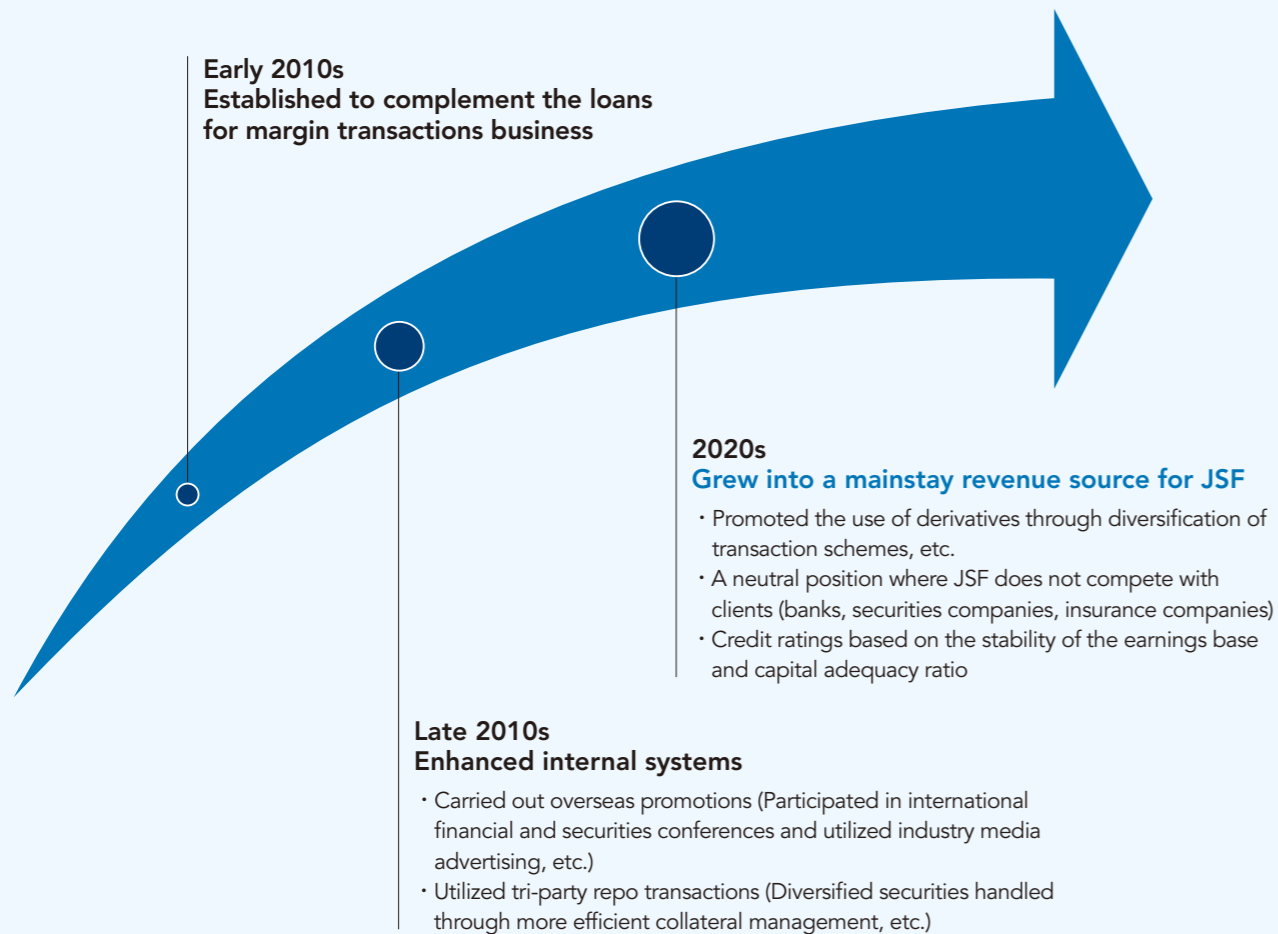 Early 2010s
Established to complement the loans
for margin transactions business
2020s
Grew into a mainstay revenue source for JSF
・Promoted the use of derivatives through diversification of
transaction schemes, etc.
・A neutral position where JSF does not compete with
clients (banks, securities companies, insurance companies)
・Credit ratings based on the stability of the earnings base
and capital adequacy ratio
Late 2010s
Enhanced internal systems
・Carried out overseas promotions (Participated in international
financial and securities conferences and utilized industry media
advertising, etc.)
・Utilized tri-party repo transactions (Diversified securities handled
through more efficient collateral management, etc.)